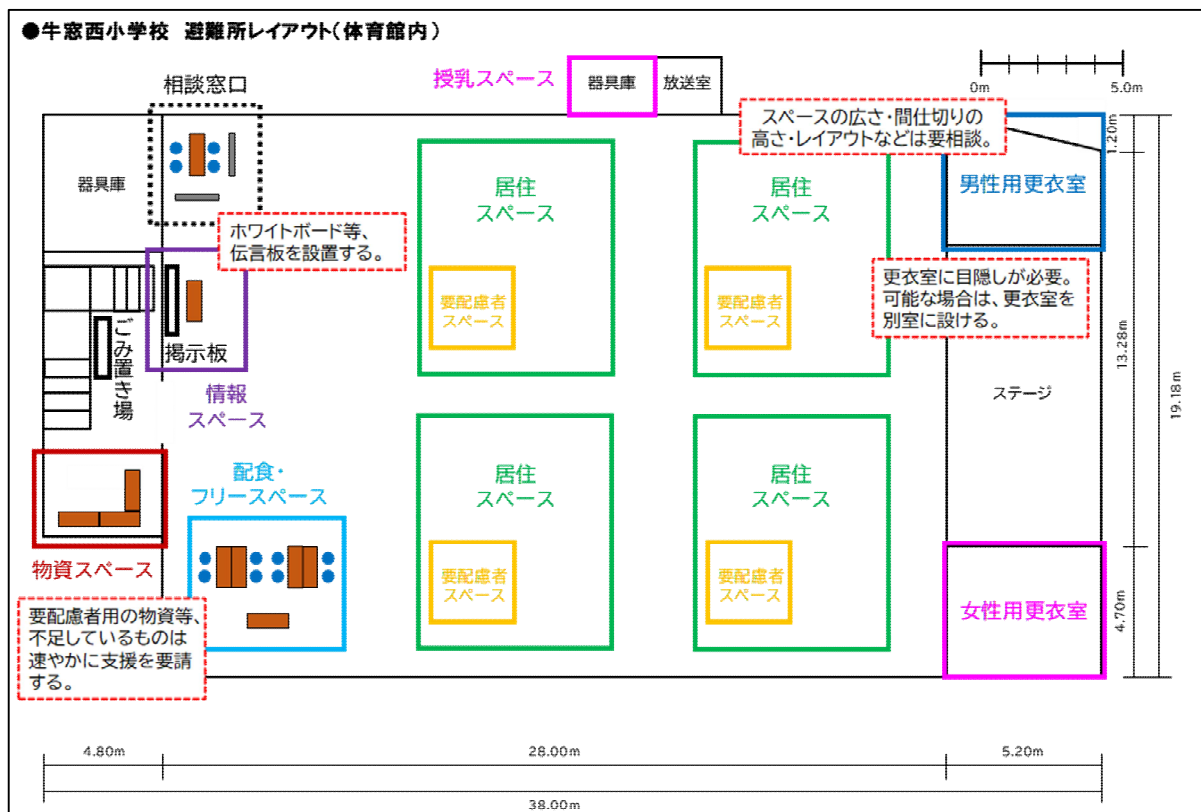 ●牛窓西小学校 避難所レイアウト(体育館内)
授乳スペース
器具庫
放送室
0m
5.0m
相談窓口
スペースの広さ・間仕切りの
高さ・レイアウトなどは要相談。
1.20m
器具庫
居住
スペース
居住
スペース
男性用更衣室
ホワイトボード等、
伝言板を設置する。
要配慮者
スペース
要配慮者
スペース
更衣室に目隠しが必要。
可能な場合は、更衣室を
別室に設ける。
ごみ置き場
掲示板
情報
スペース
13.28m
19.18m
ステージ
配食・
フリースペース
居住
スペース
居住
スペース
物資スペース
要配慮者
スペース
要配慮者
スペース
女性用更衣室
4.70m
要配慮者用の物資等、
不足しているものは
速やかに支援を要請
する。
4.80m
28.00m
5.20m
38.00m